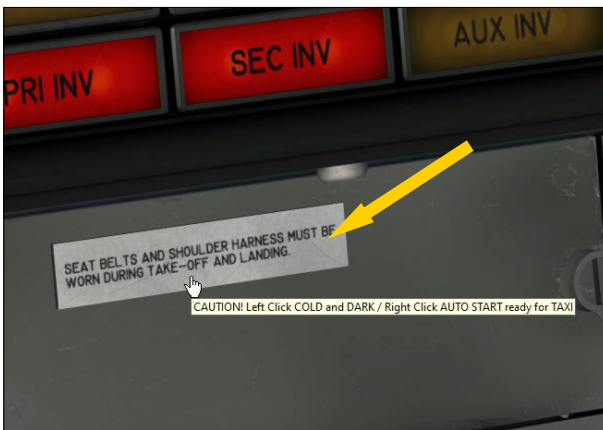 PRI INV
SEC INV
AUX INV
SEAT BELTS AND SHOULDER HARNESS MUST BE
WORN DURING TAKE-OFF AND LANDING.
CAUTION! Left Click COLD and DARK / Right Click AUTO START ready for TAXI